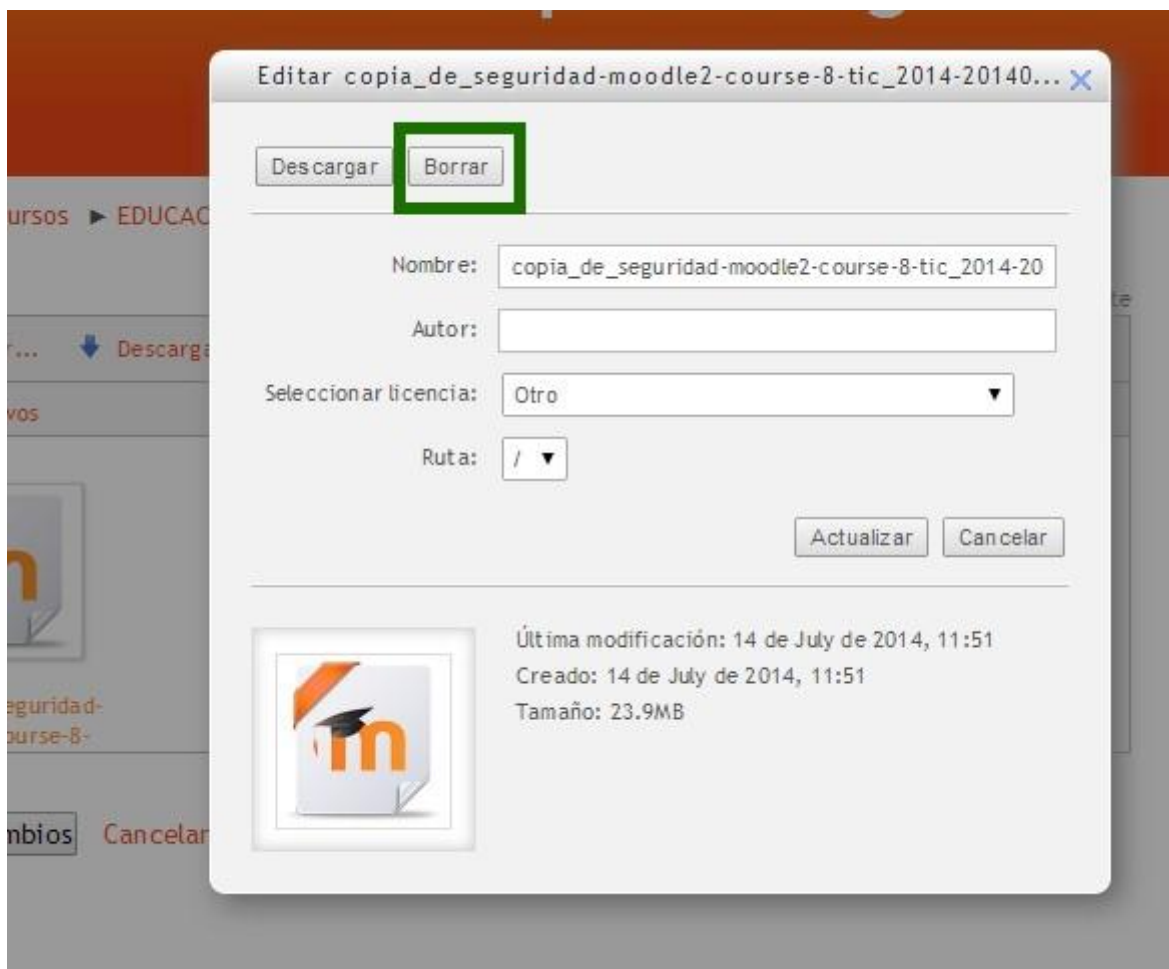 Editar copia_de_seguridad-moodle2-course-8-tic_2014-20140...
Descargar Borrar
ursos ► EDUCAC
Nombre: copia_de_seguridad-moodle2-course-8-tic_2014-20
Autor:
te
r... Descarga
Seleccionar licencia: Otro
vos
Ruta: /
Actualizar Cancelar
Última modificación: 14 de July de 2014, 11:51
Creado: 14 de July de 2014, 11:51
Tamaño: 23.9MB
eguridad-
ourse-8-
mbios Cancelar